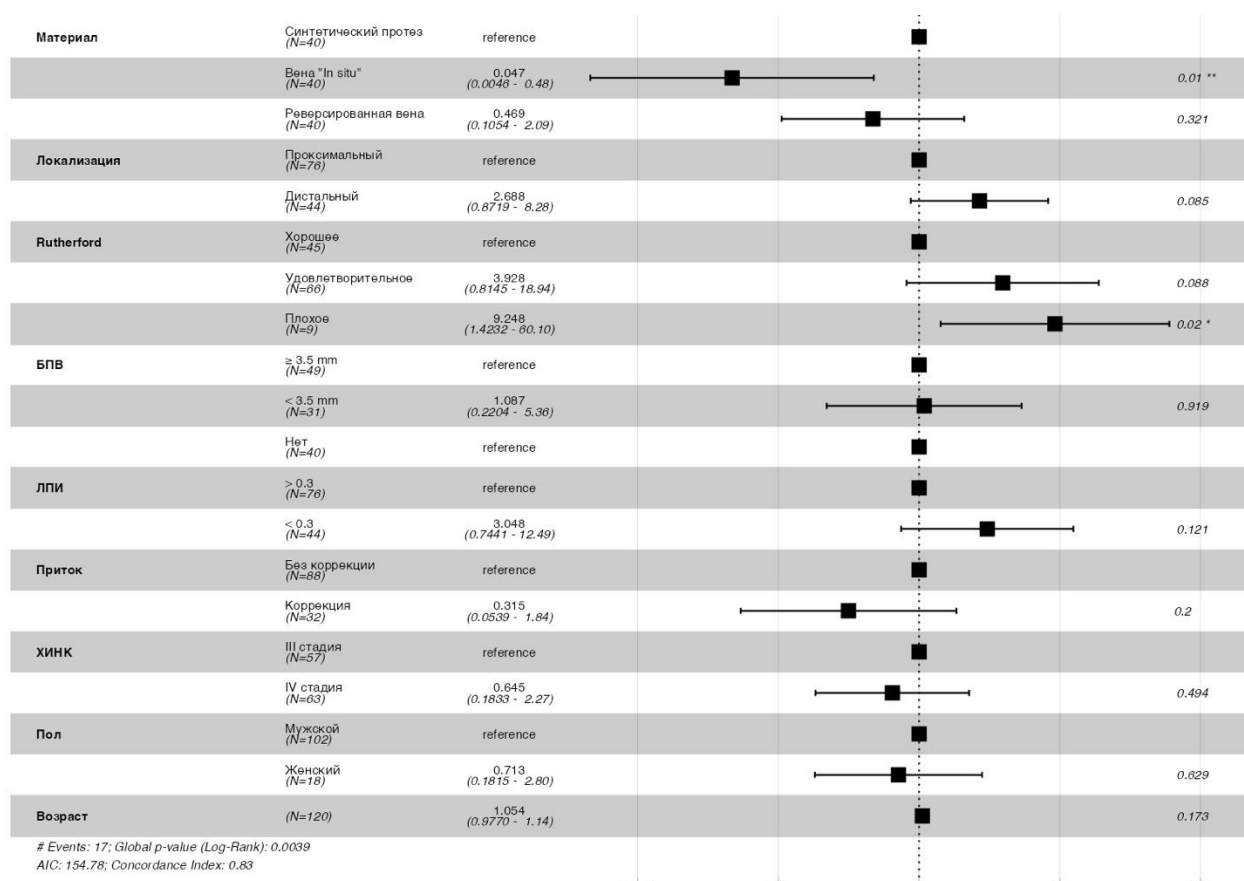 Материал Синтетический протез reference
(N=40)
Вена "In situ" 0.047 0.01 **
(N=40) (0.0046 - 0.48)
Реверсированная вена 0.469 0.321
(N=40) (0.1054 - 2.09)
Локализация Проксимальный reference
(N=76)
Дистальный 2.688 0.085
(N=44) (0.8719 - 8.28)
Rutherford Хорошее reference
(N=45)
Удовлетворительное 3.928 0.088
(N=66) (0.8145 - 18.94)
Плохое 9.248 0.02 *
(N=9) (1.4232 - 60.10)
БПВ ≥ 3.5 mm reference
(N=49)
< 3.5 mm 1.087 0.919
(N=31) (0.2204 - 5.36)
Нет reference
(N=40)
ЛПИ > 0.3 reference
(N=76)
< 0.3 3.048 0.121
(N=44) (0.7441 - 12.49)
Приток Без коррекции reference
(N=88)
Коррекция 0.315 0.2
(N=32) (0.0539 - 1.84)
ХИНК III стадия reference
(N=57)
IV стадия 0.645 0.494
(N=63) (0.1833 - 2.27)
Пол Мужской reference
(N=102)
Женский 0.713 0.629
(N=18) (0.1815 - 2.80)
Возраст (N=120) 1.054 0.173
(0.9770 - 1.14)
# Events: 17; Global p-value (Log-Rank): 0.0039
AIC: 154.78; Concordance Index: 0.83